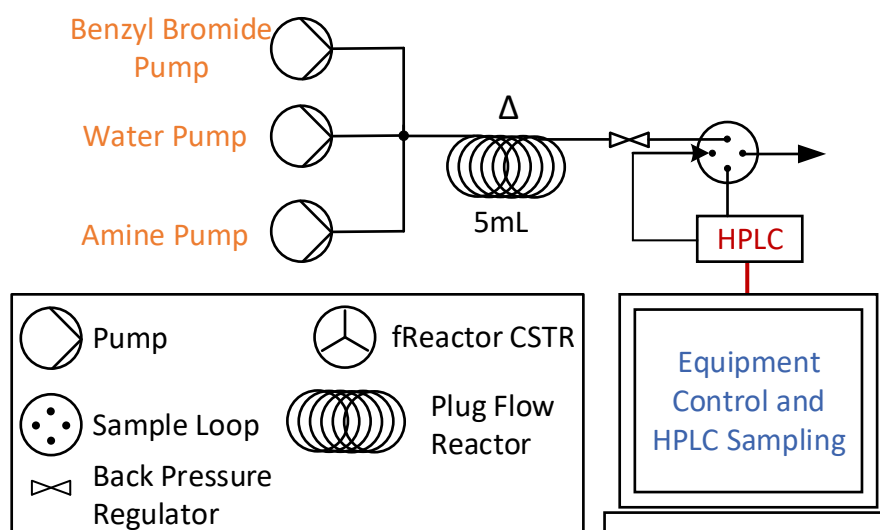 Benzyl Bromide
Pump
Water Pump
Amine Pump
Δ
5mL
HPLC
Pump
fReactor CSTR
Sample Loop
Plug Flow
Reactor
Back Pressure
Regulator
Equipment
Control and
HPLC Sampling